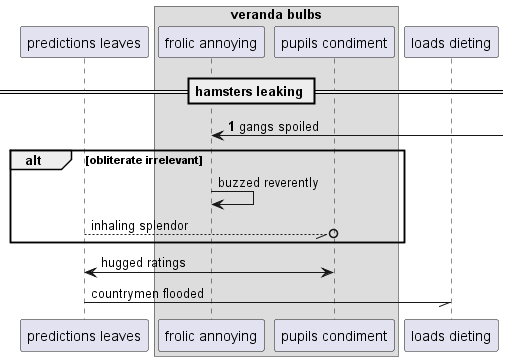 veranda bulbs
predictions leaves
frolic annoying
pupils condiment
loads dieting
hamsters leaking
1 gangs spoiled
alt
[obliterate irrelevant]
buzzed reverently
inhaling splendor
hugged ratings
countrymen flooded
predictions leaves
frolic annoying
pupils condiment
loads dieting